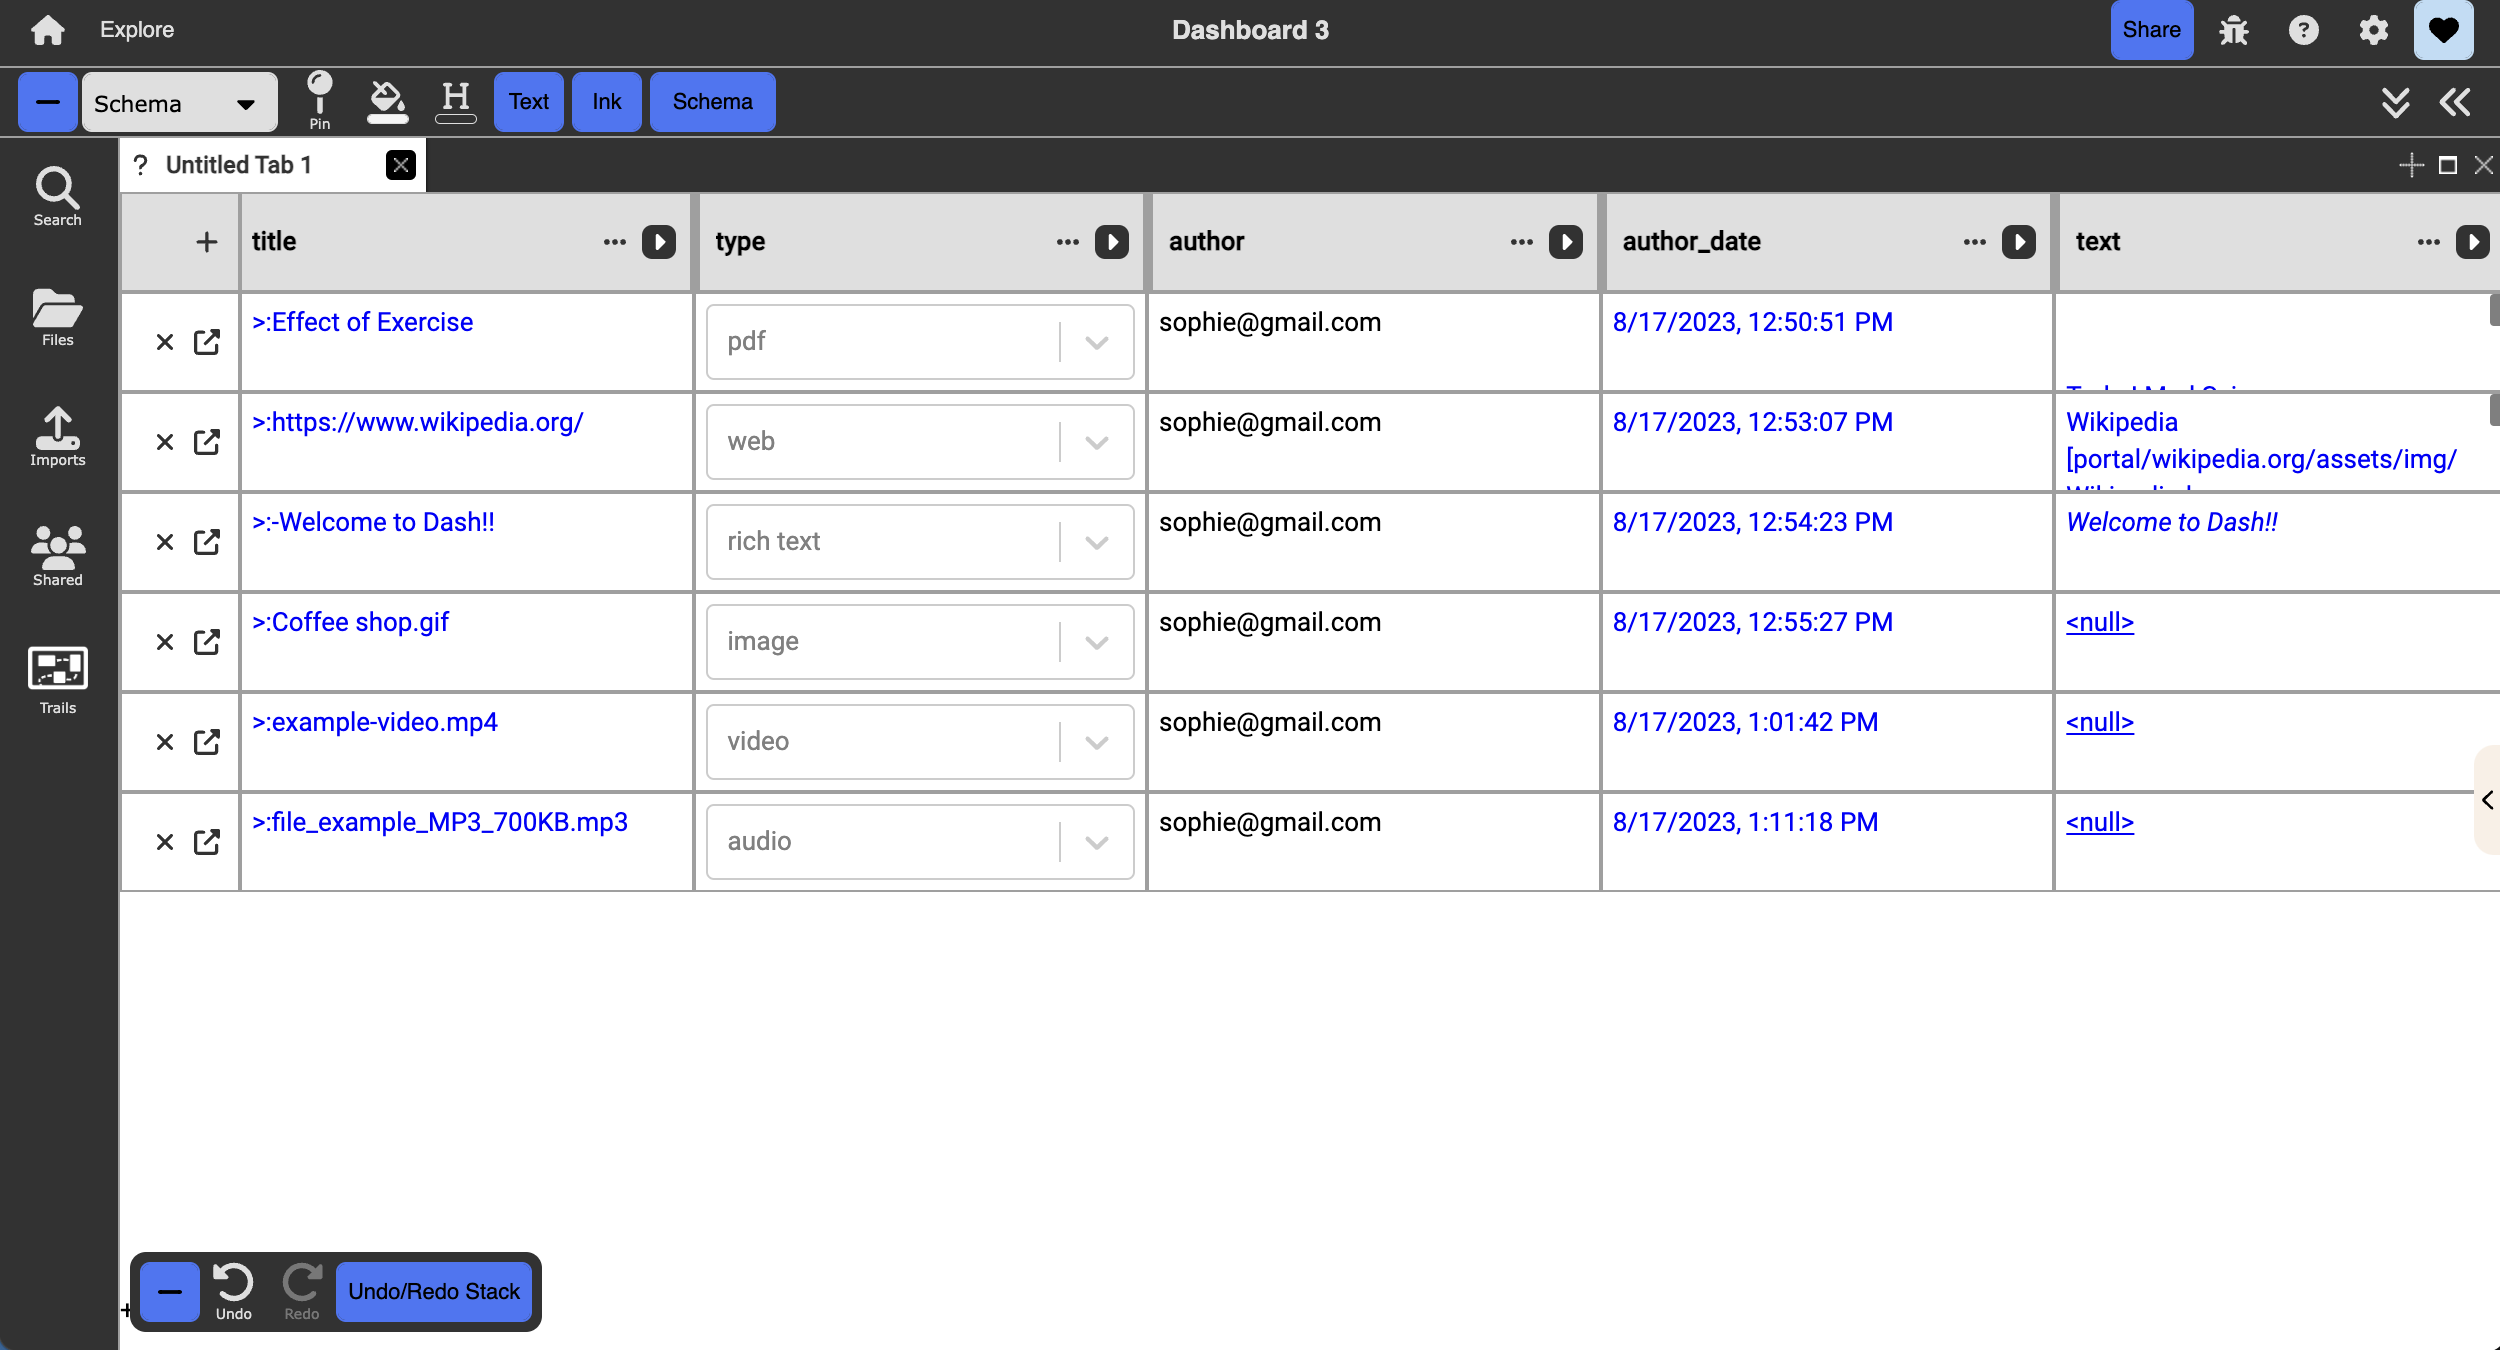 Explore
Dashboard 3
Share
Schema
Pin
H
Text
Ink
Schema
? Untitled Tab 1
Search
Files
Imports
Shared
Trails
+ title ... type ... author ... author_date ... text ...
>:Effect of Exercise
pdf
sophie@gmail.com
8/17/2023, 12:50:51 PM
>:https://www.wikipedia.org/
web
sophie@gmail.com
8/17/2023, 12:53:07 PM
Wikipedia
[portal/wikipedia.org/assets/img/
>:-Welcome to Dash!!
rich text
sophie@gmail.com
8/17/2023, 12:54:23 PM
Welcome to Dash!!
>:Coffee shop.gif
image
sophie@gmail.com
8/17/2023, 12:55:27 PM
<null>
>:example-video.mp4
video
sophie@gmail.com
8/17/2023, 1:01:42 PM
<null>
>:file_example_MP3_700KB.mp3
audio
sophie@gmail.com
8/17/2023, 1:11:18 PM
<null>
Undo
Redo
Undo/Redo Stack